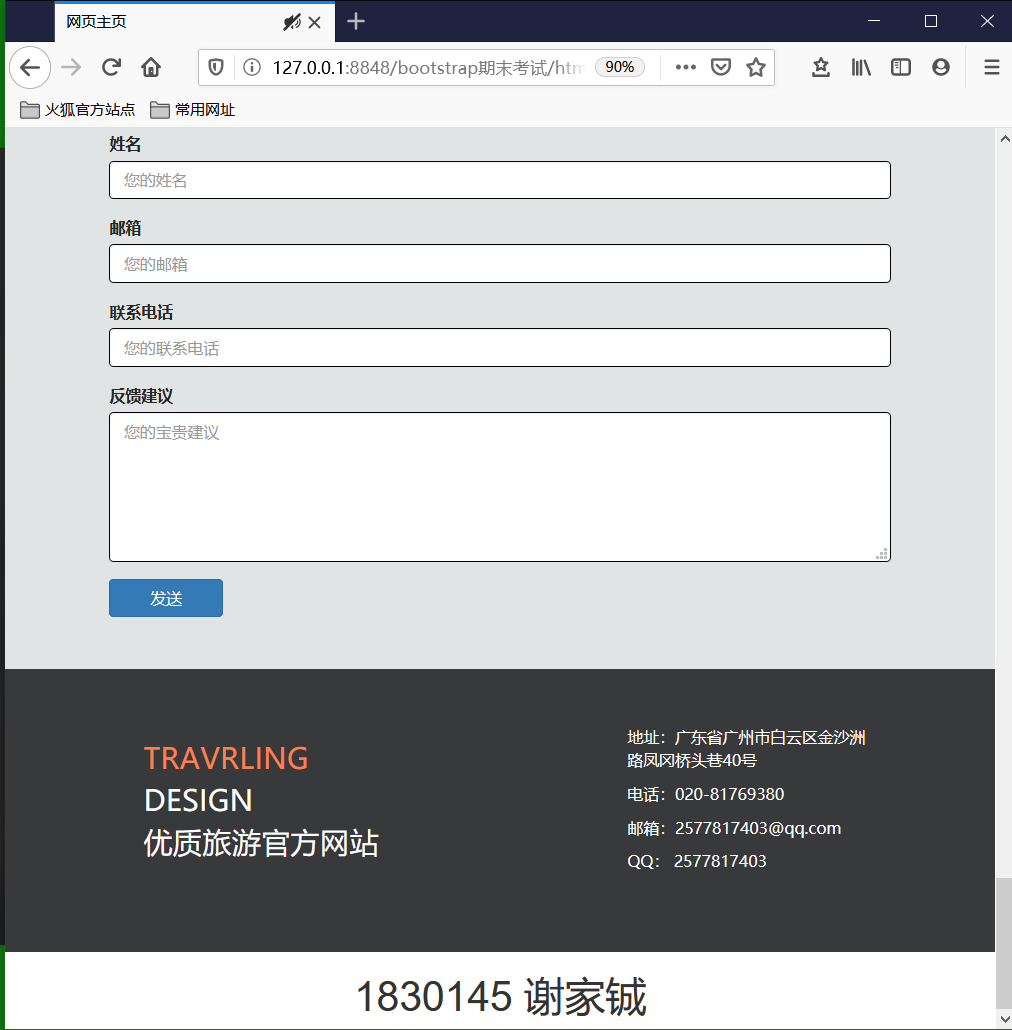 网页主页
127.0.0.1:8848/bootstrap期末考试/htm
90%
火狐官方站点 常用网址
姓名
您的姓名
邮箱
您的邮箱
联系电话
您的联系电话
反馈建议
您的宝贵建议
发送
TRAVRLING
DESIGN
优质旅游官方网站
地址：广东省广州市白云区金沙洲
路凤冈桥头巷40号
电话：020-81769380
邮箱：2577817403@qq.com
QQ： 2577817403
1830145 谢家铖